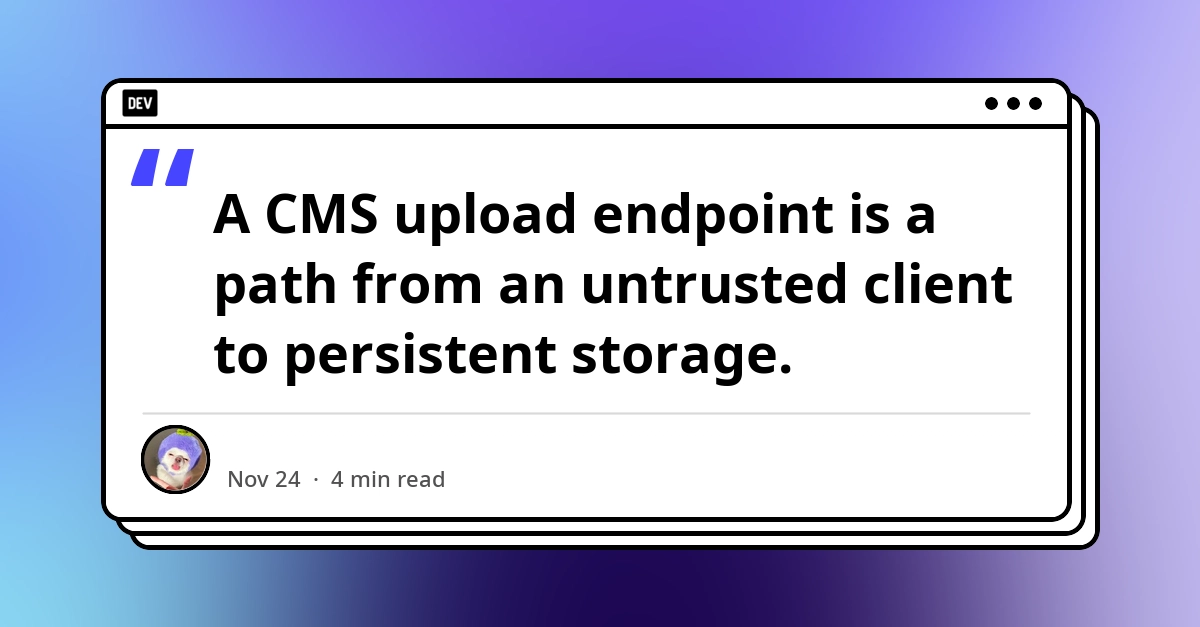 DEV
“
A CMS upload endpoint is a
path from an untrusted client
to persistent storage.
Nov 24 · 4 min read